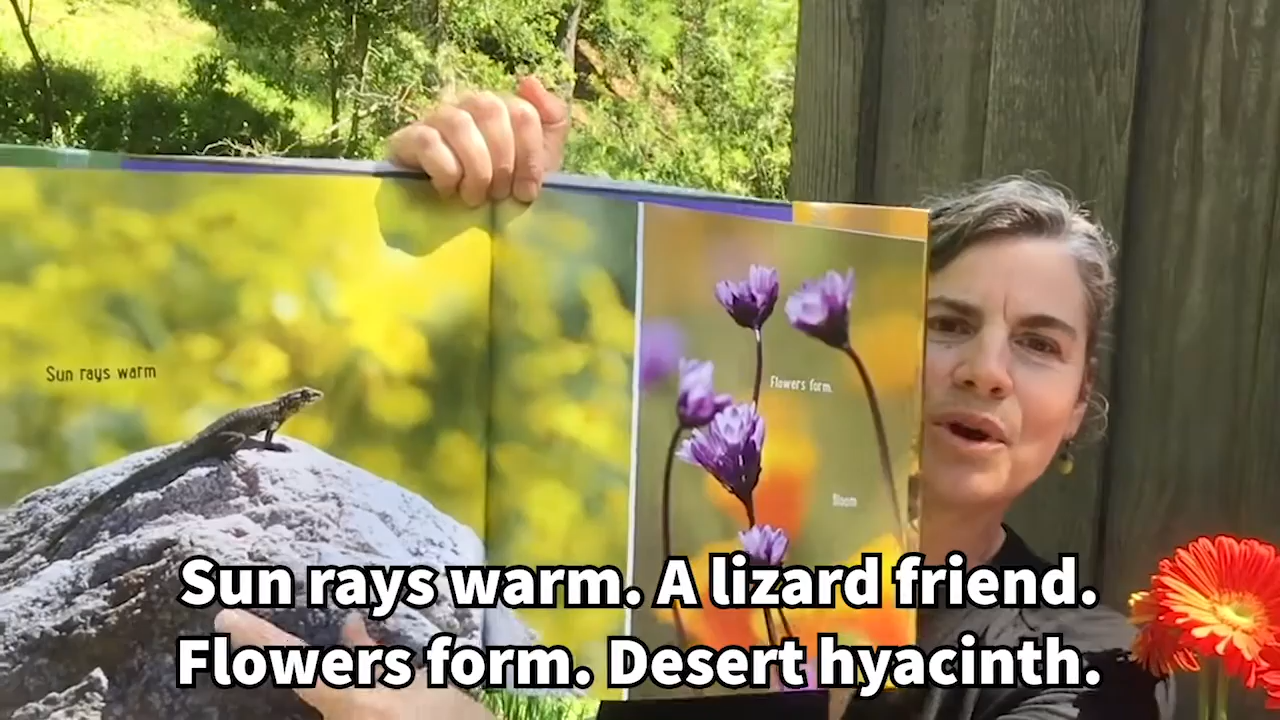 Sun rays warm
Flowers form.
Bloom
Sun rays warm. A lizard friend.
Flowers form. Desert hyacinth.